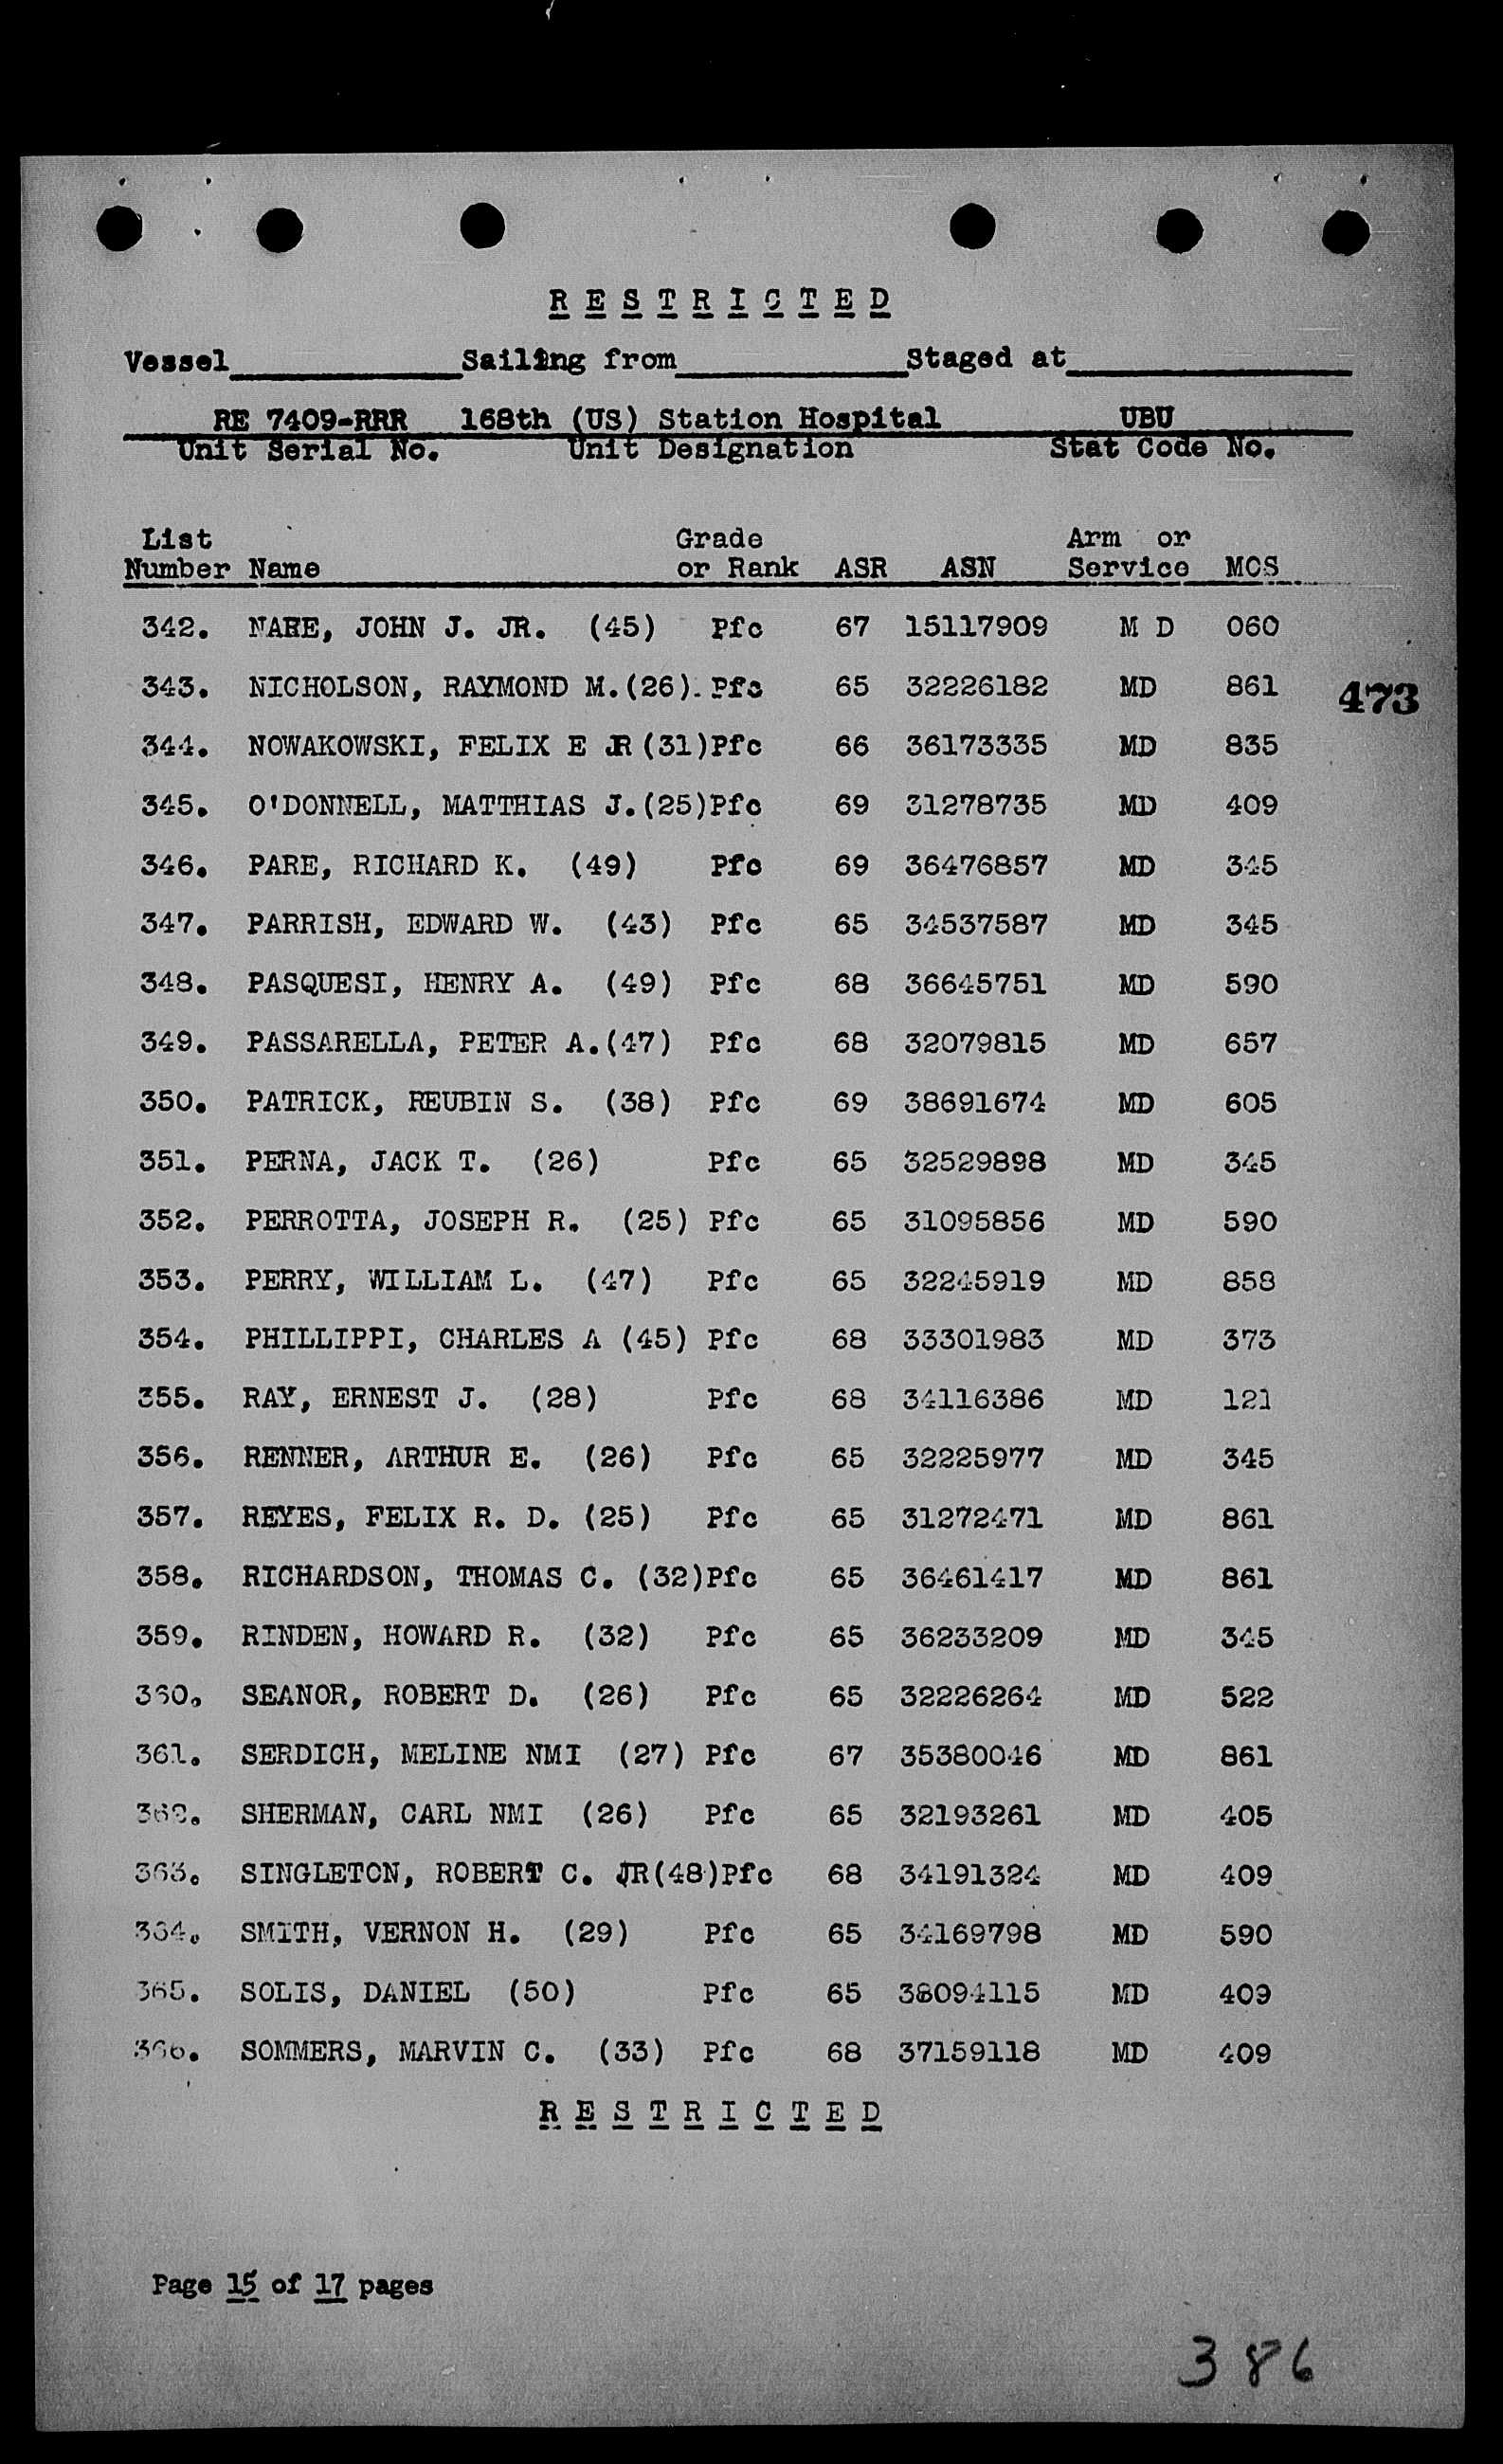 RESTRICTED
Vessel____________Sailing from____________Staged at_______________
RE 7409-RRR 168th (US) Station Hospital UBU
Unit Serial No. Unit Designation Stat Code No.
List Grade Arm or
Number Name or Rank ASR ASN Service MOS
342. NAEE, JOHN J. JR. (45) Pfc 67 15117909 M D 060
343. NICHOLSON, RAYMOND M.(26). Pfc 65 32226182 MD 861
473
344. NOWAKOWSKI, FELIX E JR (31)Pfc 66 36173335 MD 835
345. O'DONNELL, MATTHIAS J.(25)Pfc 69 31278735 MD 409
346. PARE, RICHARD K. (49) Pfc 69 36476857 MD 345
347. PARRISH, EDWARD W. (43) Pfc 65 34537587 MD 345
348. PASQUESI, HENRY A. (49) Pfc 68 36645751 MD 590
349. PASSARELLA, PETER A.(47) Pfc 68 32079815 MD 657
350. PATRICK, REUBIN S. (38) Pfc 69 38691674 MD 605
351. PERNA, JACK T. (26) Pfc 65 32529898 MD 345
352. PERROTTA, JOSEPH R. (25) Pfc 65 31095856 MD 590
353. PERRY, WILLIAM L. (47) Pfc 65 32245919 MD 858
354. PHILLIPPI, CHARLES A (45) Pfc 68 33301983 MD 373
355. RAY, ERNEST J. (28) Pfc 68 34116386 MD 121
356. RENNER, ARTHUR E. (26) Pfc 65 32225977 MD 345
357. REYES, FELIX R. D. (25) Pfc 65 31272471 MD 861
358. RICHARDSON, THOMAS C. (32)Pfc 65 36461417 MD 861
359. RINDEN, HOWARD R. (32) Pfc 65 36233209 MD 345
360. SEANOR, ROBERT D. (26) Pfc 65 32226264 MD 522
361. SERDICH, MELINE NMI (27) Pfc 67 35380046 MD 861
362. SHERMAN, CARL NMI (26) Pfc 65 32193261 MD 405
363. SINGLETON, ROBERT C. JR(48)Pfc 68 34191324 MD 409
364. SMITH, VERNON H. (29) Pfc 65 34169798 MD 590
365. SOLIS, DANIEL (50) Pfc 65 38094115 MD 409
366. SOMMERS, MARVIN C. (33) Pfc 68 37159118 MD 409
RESTRICTED
Page 15 of 17 pages
386